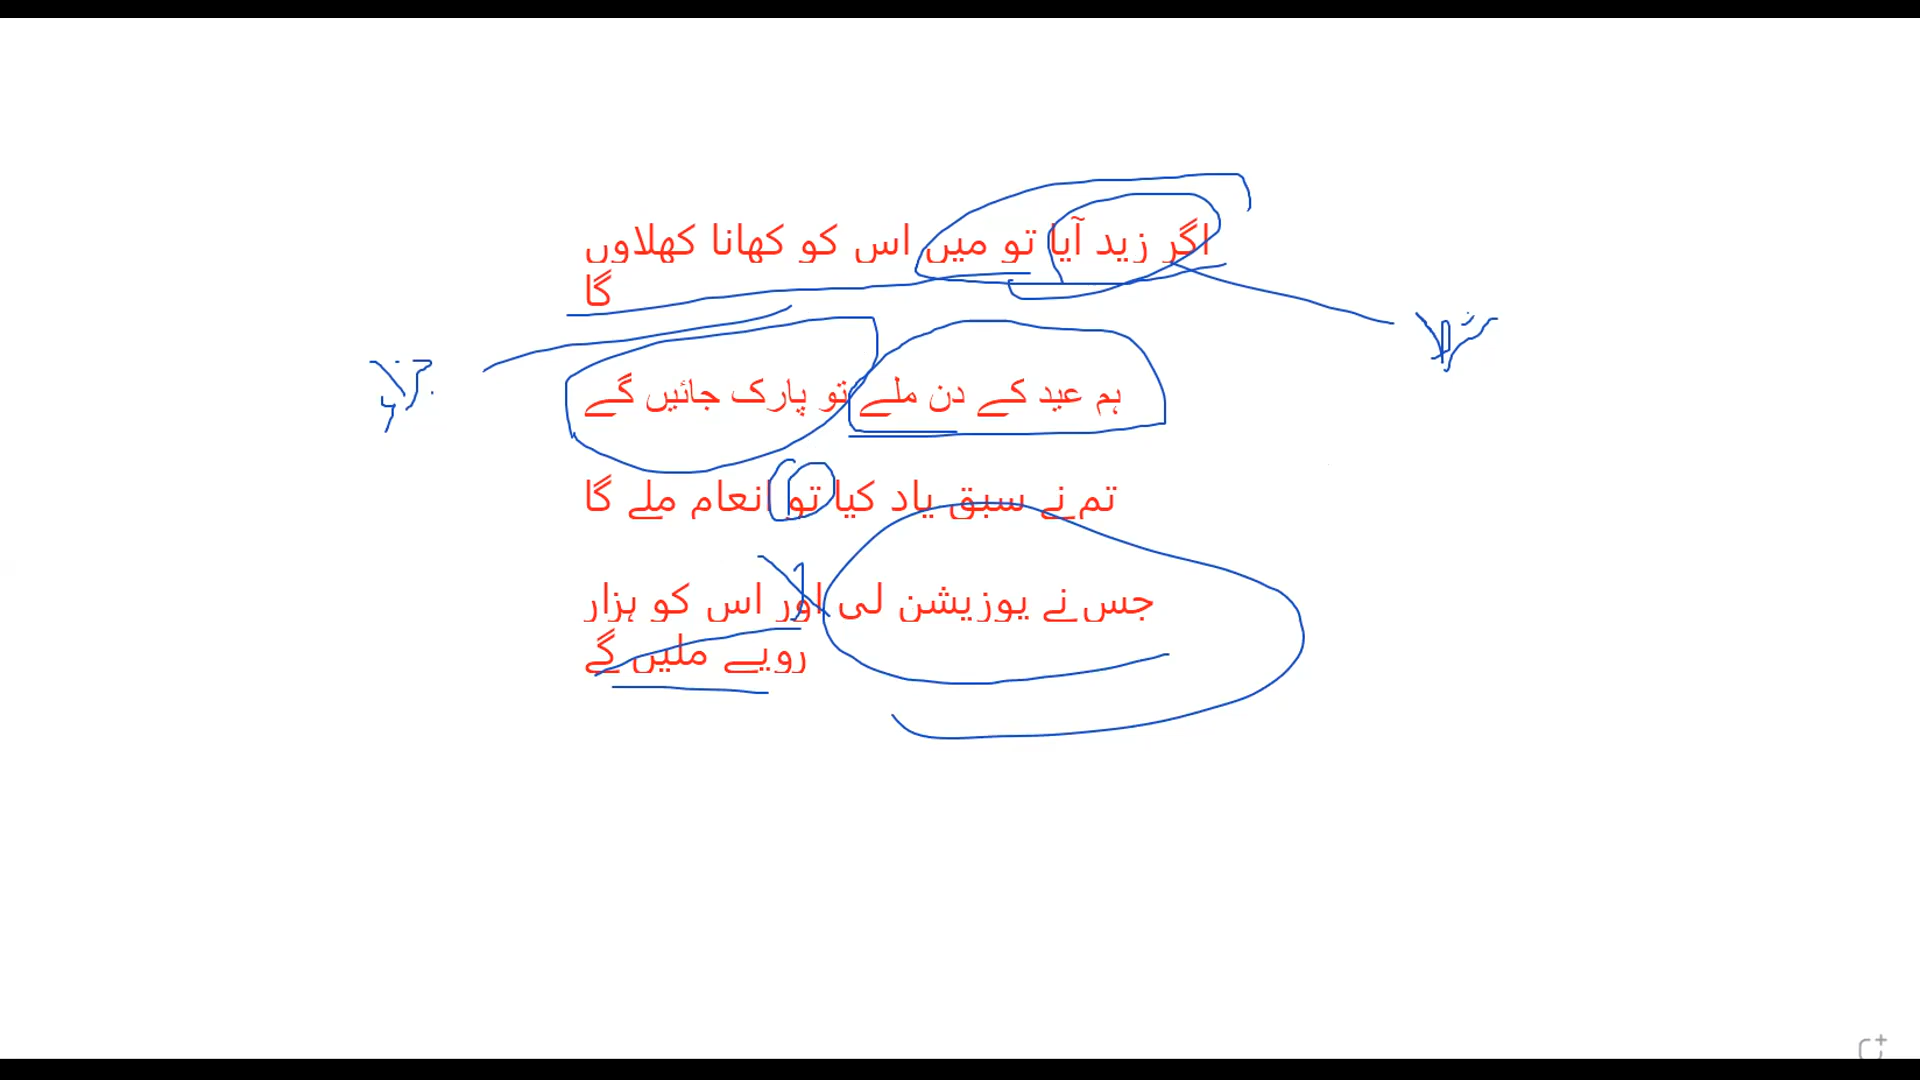 اگر زید آیا تو میں اس کو کھانا کھلاوں
گا
ہم عید کے دن ملے تو پارک جائیں گے
تم نے سبق یاد کیا تو انعام ملے گا
جس نے پوزیشن لی اور اس کو ہزار
روپے ملیں گے